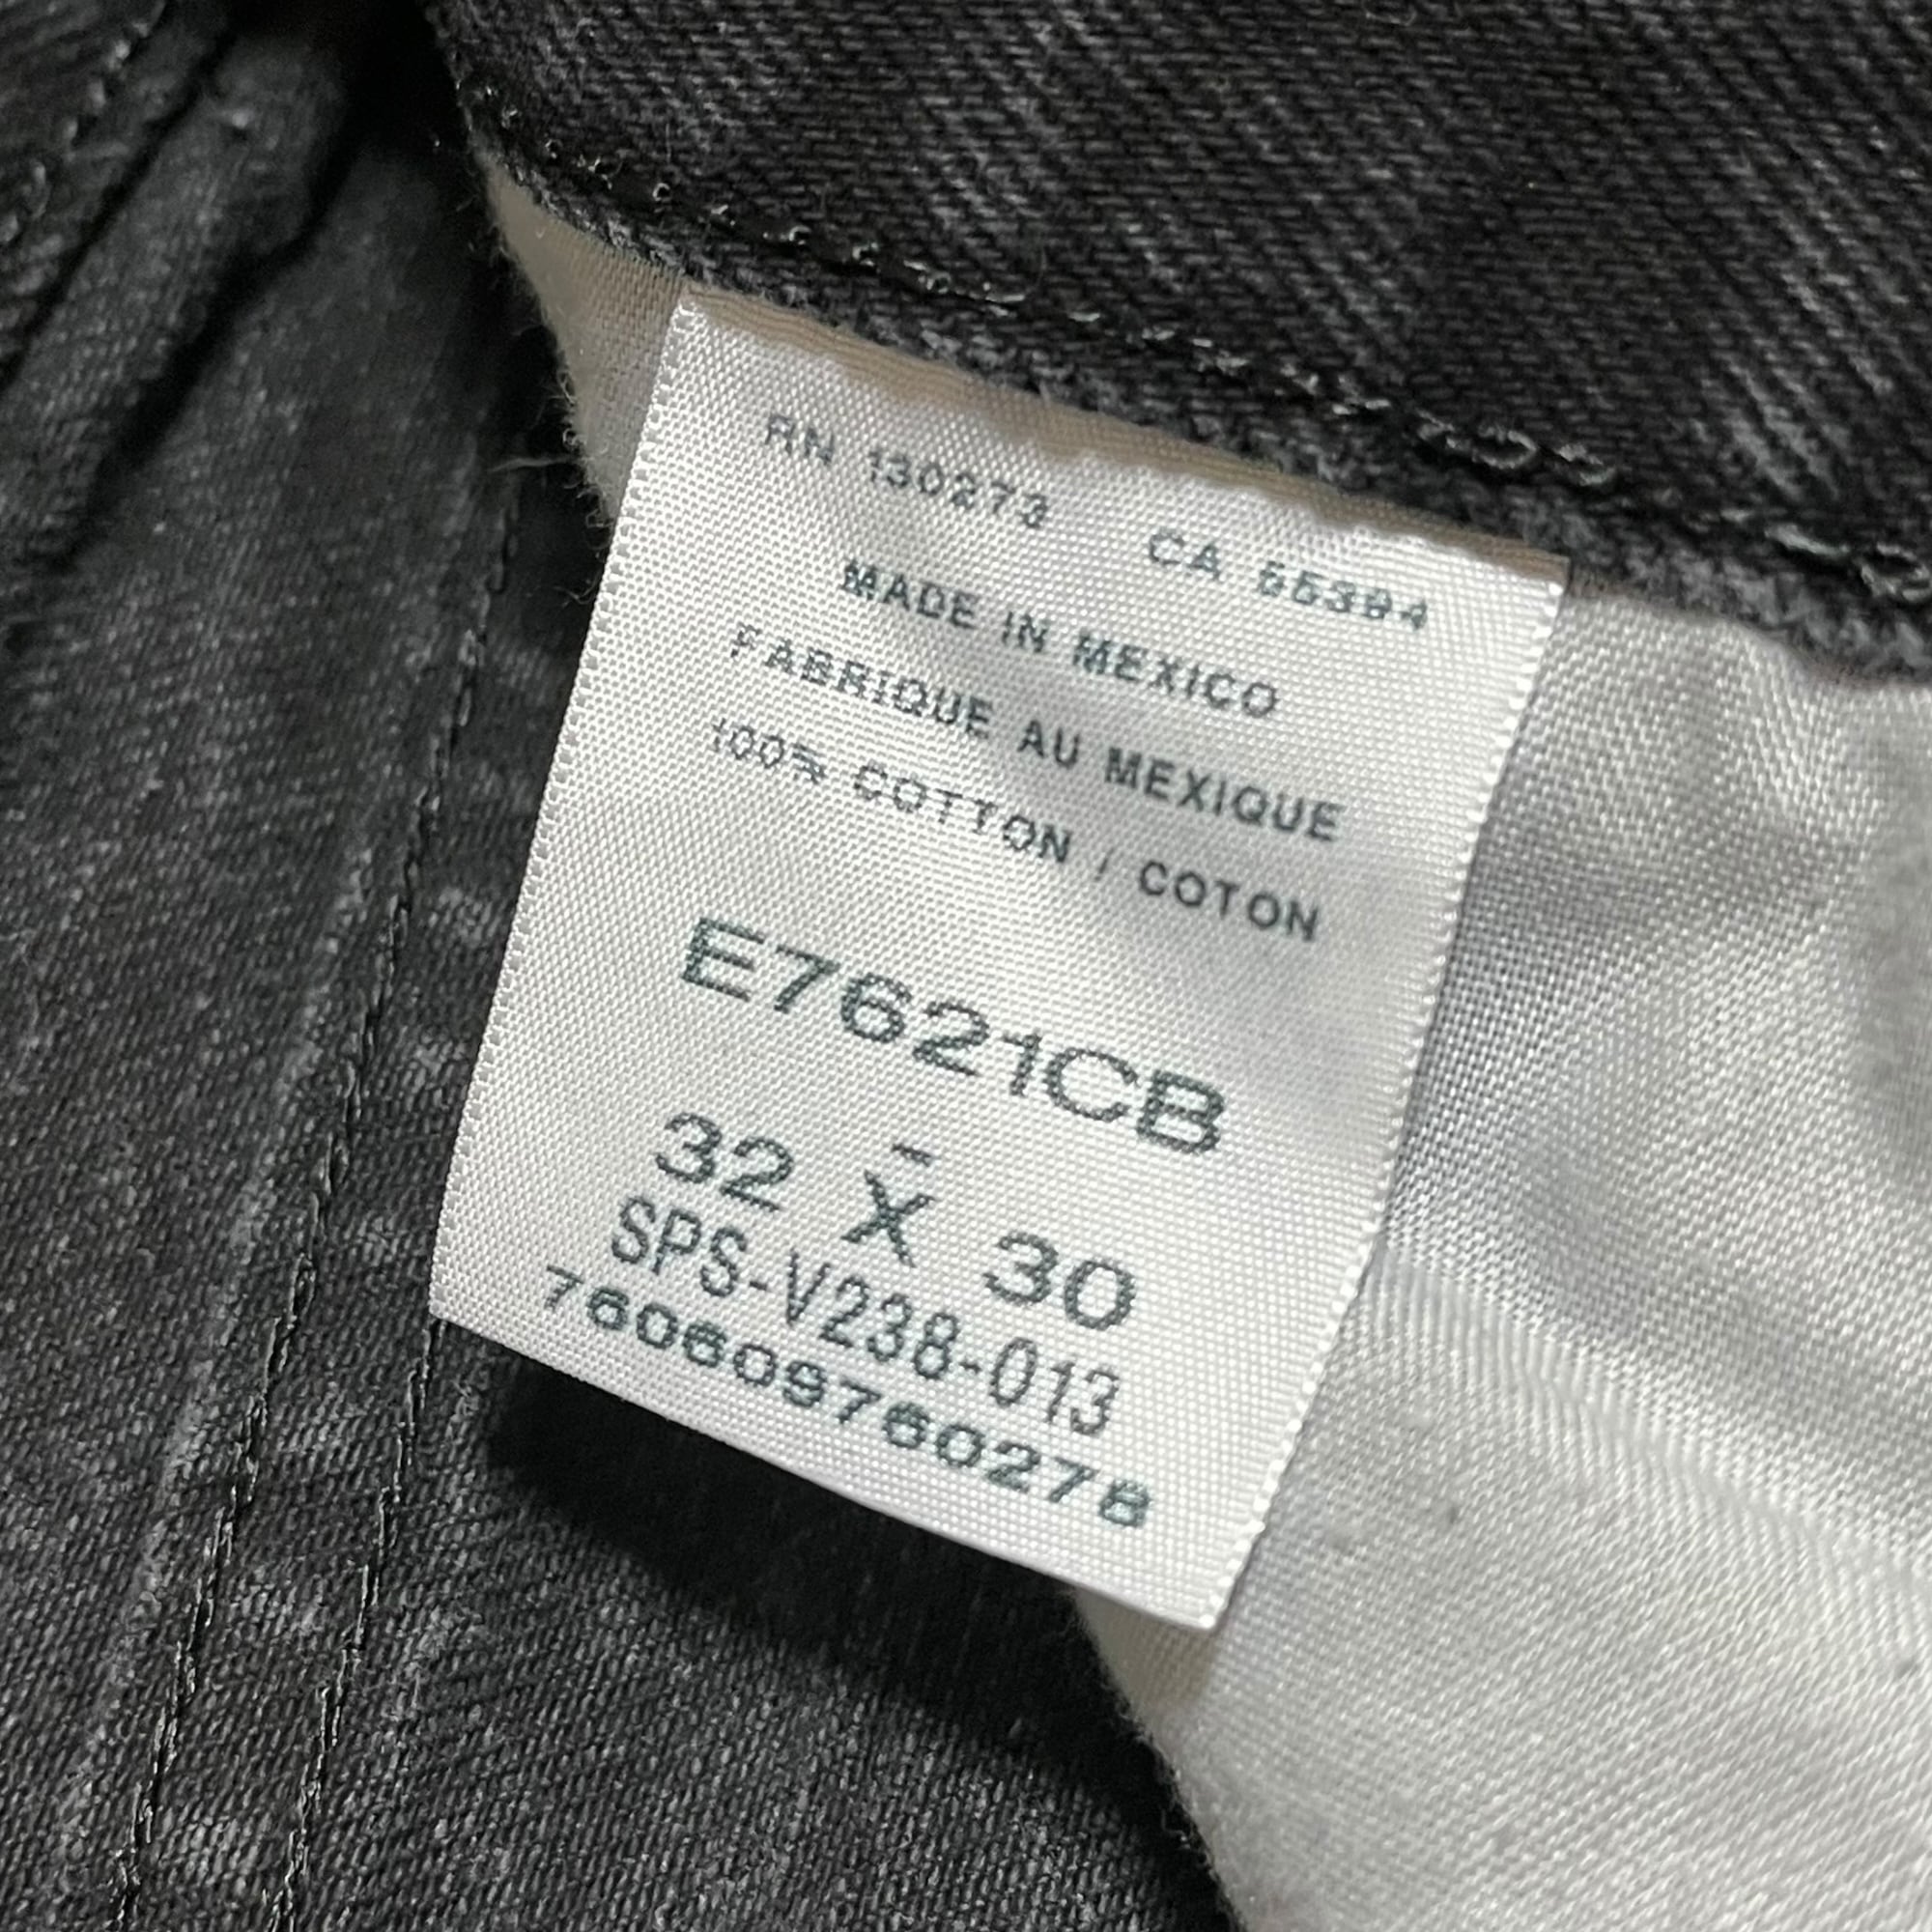 RN 130273 CA 55394
MADE IN MEXICO
FABRIQUE AU MEXIQUE
100% COTTON / COTON
E7621CB
-
32 X 30
SPS-V238-013
760609760278